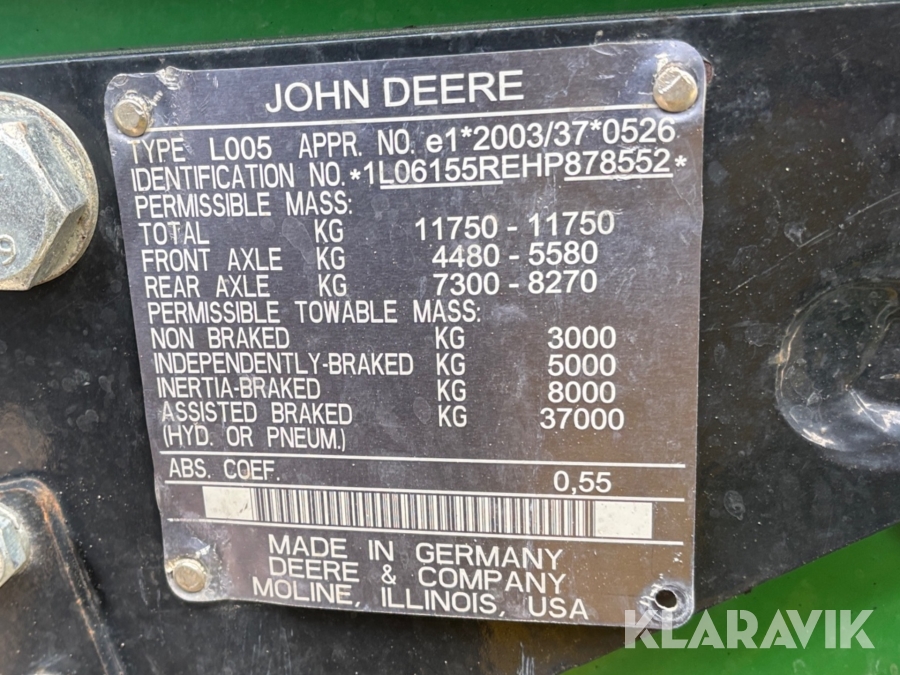 JOHN DEERE
TYPE L005 APPR. NO. e1*2003/37*0526
IDENTIFICATION NO. *1L06155REHP878552*
PERMISSIBLE MASS:
TOTAL KG 11750 - 11750
FRONT AXLE KG 4480 - 5580
REAR AXLE KG 7300 - 8270
PERMISSIBLE TOWABLE MASS:
NON BRAKED KG 3000
INDEPENDENTLY-BRAKED KG 5000
INERTIA-BRAKED KG 8000
ASSISTED BRAKED KG 37000
(HYD. OR PNEUM.)
ABS. COEF. 0,55
MADE IN GERMANY
DEERE & COMPANY
MOLINE, ILLINOIS, USA
KLARAVIK
9